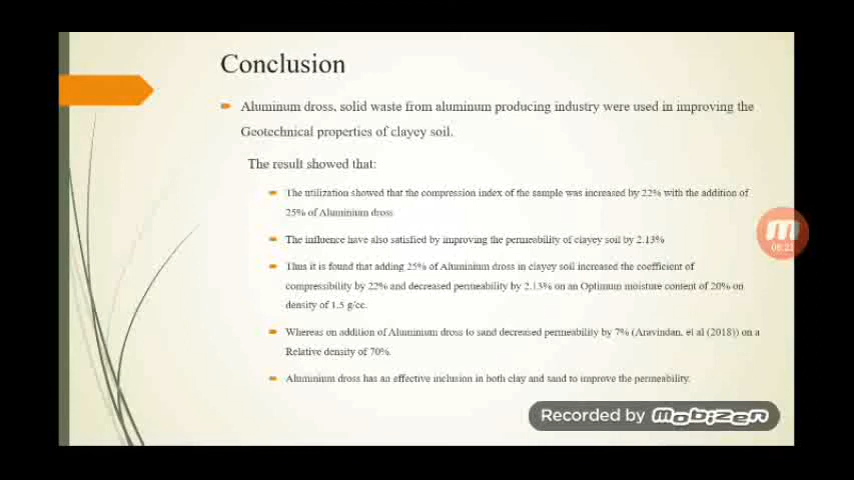 Conclusion
Aluminum dross, solid waste from aluminum producing industry were used in improving the
Geotechnical properties of clayey soil.
The result showed that:
The utilization showed that the compression index of the sample was increased by 22% with the addition of
25% of Aluminium dross
The influence have also satisfied by improving the permeability of clayey soil by 2.13%
Thus it is found that adding 25% of Aluminium dross in clayey soil increased the coefficient of
compressibility by 22% and decreased permeability by 2.13% on an Optimum moisture content of 20% on
density of 1.5 g/cc.
Whereas on addition of Aluminium dross to sand decreased permeability by 7% (Aravindan, et al (2018)) on a
Relative density of 70%.
Aluminium dross has an effective inclusion in both clay and sand to improve the permeability.
Recorded by mobizen